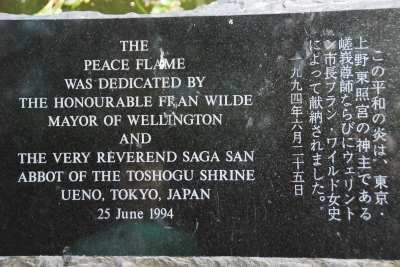 THE
PEACE FLAME
WAS DEDICATED BY
THE HONOURABLE FRAN WILDE
MAYOR OF WELLINGTON
AND
THE VERY REVEREND SAGA SAN
ABBOT OF THE TOSHOGU SHRINE
UENO, TOKYO, JAPAN
25 June 1994
この平和の炎は、東京・
上野東照宮の神主である
嵯峨尊師ならびにウェリント
ン市長フラン・ワイルド女史
によって献納されました。
一九九四年六月二十五日